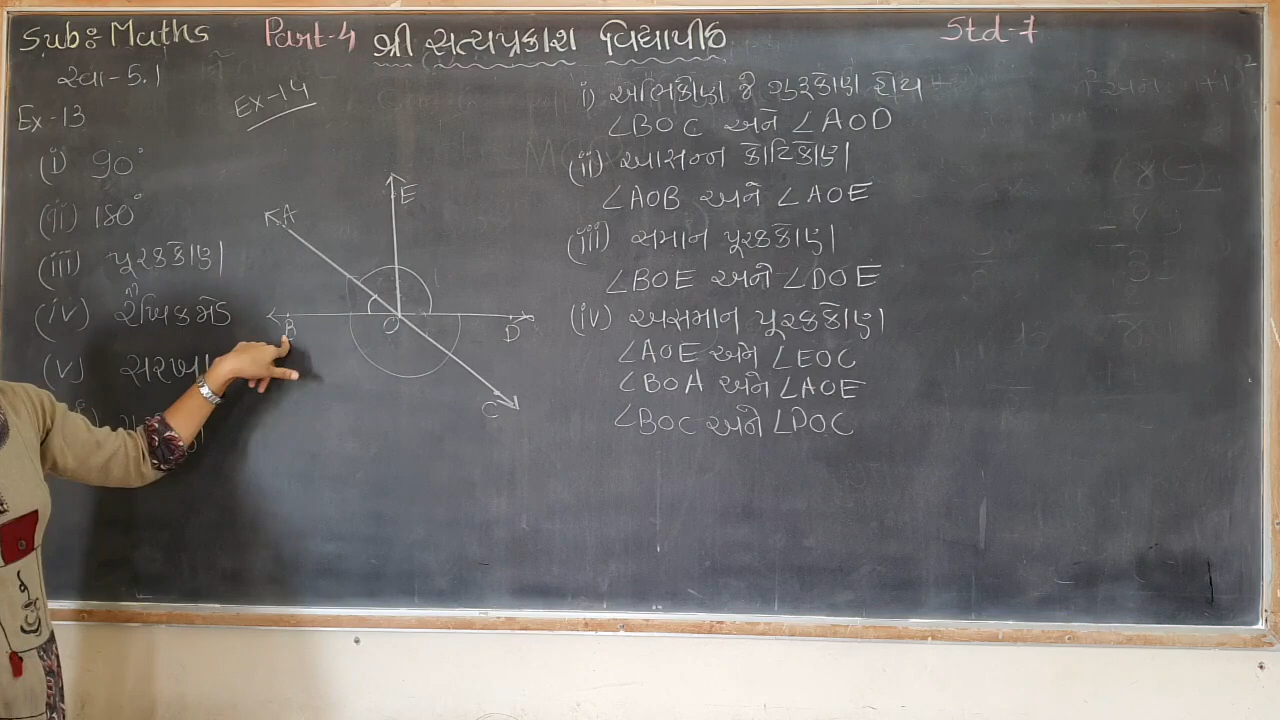 Sub: Maths Part-4 શ્રી સત્યપ્રકાશ વિદ્યાપીઠ Std-7
સ્વા-5.1
Ex-13
(i) 90°
(ii) 180°
(iii) પૂરકકોણ
(iv) રૈખિક જોડ
(v) સરખા
Ex-14
A
E
B
O
D
C
i) અભિકોણ જે ગુરુકોણ હોય
∠BOC અને ∠AOD
(ii) આસન્ન કોટિકોણ
∠AOB અને ∠AOE
(iii) સમાન પૂરકકોણ
∠BOE અને ∠DOE
(iv) અસમાન પૂરકકોણ
∠AOE અને ∠EOC
∠BOA અને ∠AOE
∠BOC અને ∠DOC